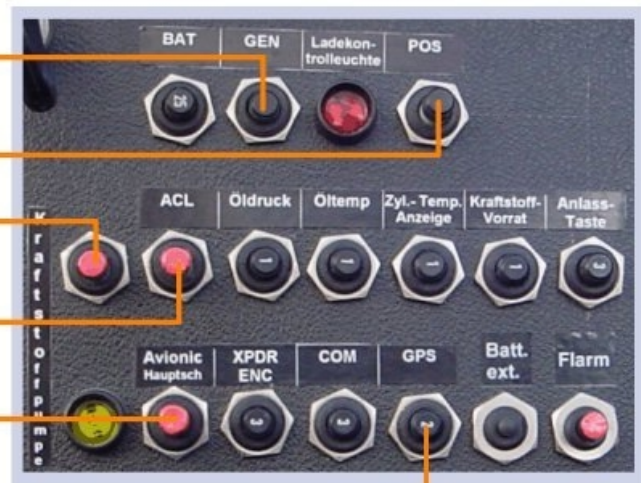 BAT
GEN
Ladekon-
trolleuchte
POS
ACL
Öldruck
Öltemp
Zyl.- Temp.
Anzeige
Kraftstoff-
Vorrat
Anlass-
Taste
Kraftstoffpumpe
Avionic
Hauptsch
XPDR
ENC
COM
GPS
Batt.
ext.
Flarm